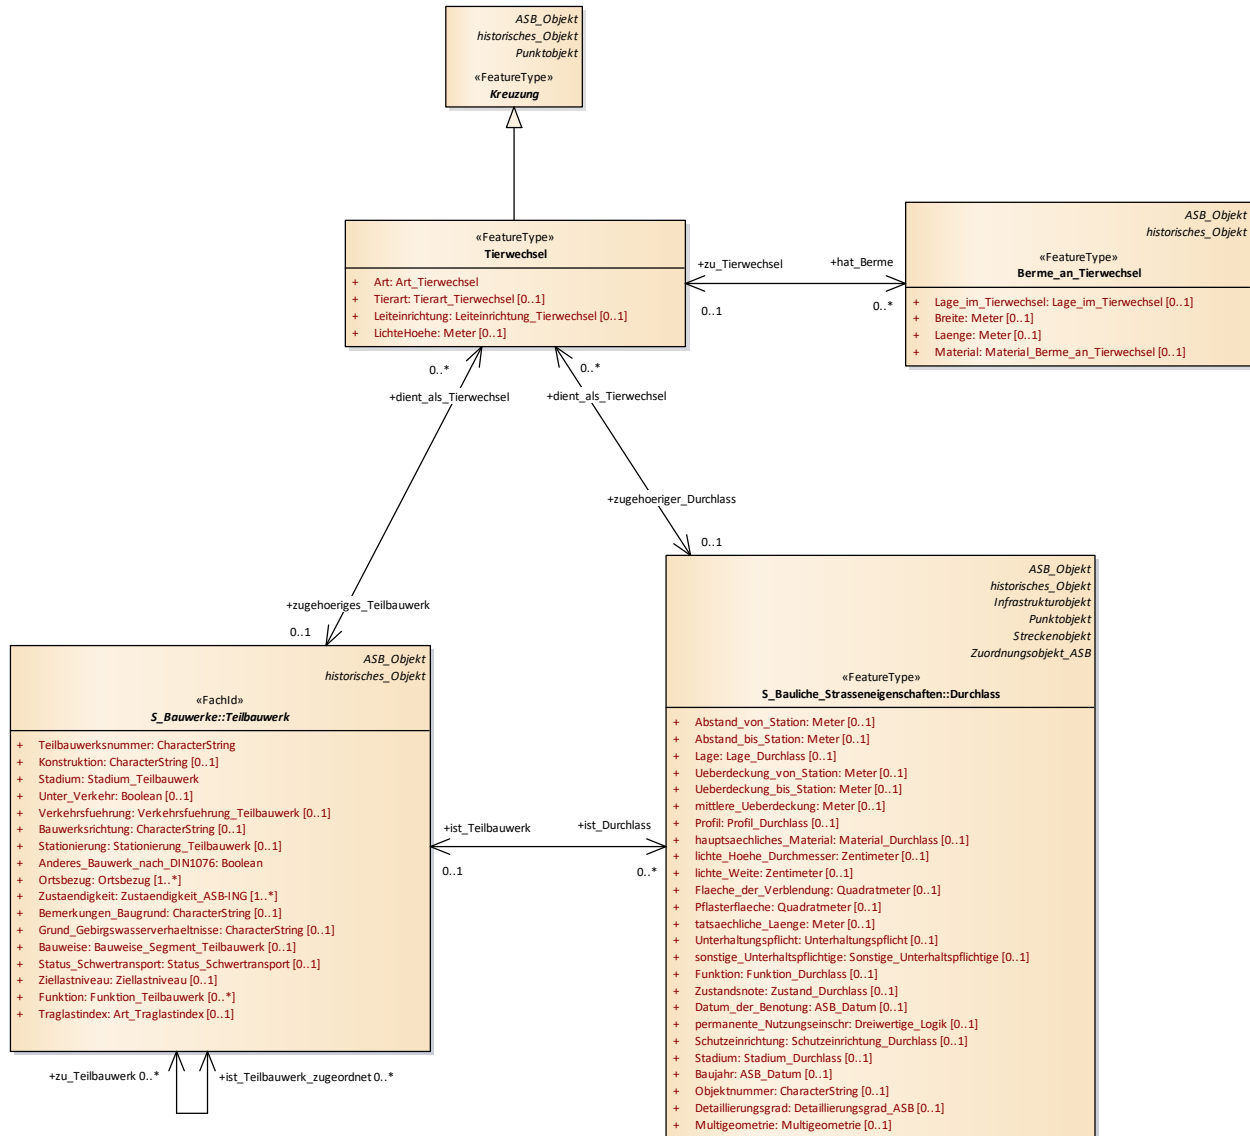 ASB_Objekt
historisches_Objekt
Punktobjekt
«FeatureType»
Kreuzung
«FeatureType»
Tierwechsel
+ Art: Art_Tierwechsel
+ Tierart: Tierart_Tierwechsel [0..1]
+ Leiteinrichtung: Leiteinrichtung_Tierwechsel [0..1]
+ LichteHoehe: Meter [0..1]
ASB_Objekt
historisches_Objekt
«FeatureType»
Berme_an_Tierwechsel
+ Lage_im_Tierwechsel: Lage_im_Tierwechsel [0..1]
+ Breite: Meter [0..1]
+ Laenge: Meter [0..1]
+ Material: Material_Berme_an_Tierwechsel [0..1]
+zu_Tierwechsel
+hat_Berme
0..1
0..*
0..*
+dient_als_Tierwechsel
0..*
+dient_als_Tierwechsel
+zugehoeriger_Durchlass
0..1
+zugehoeriges_Teilbauwerk
0..1
ASB_Objekt
historisches_Objekt
«FachId»
S_Bauwerke::Teilbauwerk
+ Teilbauwerksnummer: CharacterString
+ Konstruktion: CharacterString [0..1]
+ Stadium: Stadium_Teilbauwerk
+ Unter_Verkehr: Boolean [0..1]
+ Verkehrsfuehrung: Verkehrsfuehrung_Teilbauwerk [0..1]
+ Bauwerksrichtung: CharacterString [0..1]
+ Stationierung: Stationierung_Teilbauwerk [0..1]
+ Anderes_Bauwerk_nach_DIN1076: Boolean
+ Ortsbezug: Ortsbezug [1..*]
+ Zustaendigkeit: Zustaendigkeit_ASB-ING [1..*]
+ Bemerkungen_Baugrund: CharacterString [0..1]
+ Grund_Gebirgswasserverhaeltnisse: CharacterString [0..1]
+ Bauweise: Bauweise_Segment_Teilbauwerk [0..1]
+ Status_Schwertransport: Status_Schwertransport [0..1]
+ Ziellastniveau: Ziellastniveau [0..1]
+ Funktion: Funktion_Teilbauwerk [0..*]
+ Traglastindex: Art_Traglastindex [0..1]
+zu_Teilbauwerk 0..*
+ist_Teilbauwerk_zugeordnet 0..*
+ist_Teilbauwerk
+ist_Durchlass
0..1
0..*
ASB_Objekt
historisches_Objekt
Infrastrukturobjekt
Punktobjekt
Streckenobjekt
Zuordnungsobjekt_ASB
«FeatureType»
S_Bauliche_Strasseneigenschaften::Durchlass
+ Abstand_von_Station: Meter [0..1]
+ Abstand_bis_Station: Meter [0..1]
+ Lage: Lage_Durchlass [0..1]
+ Ueberdeckung_von_Station: Meter [0..1]
+ Ueberdeckung_bis_Station: Meter [0..1]
+ mittlere_Ueberdeckung: Meter [0..1]
+ Profil: Profil_Durchlass [0..1]
+ hauptsaechliches_Material: Material_Durchlass [0..1]
+ lichte_Hoehe_Durchmesser: Zentimeter [0..1]
+ lichte_Weite: Zentimeter [0..1]
+ Flaeche_der_Verblendung: Quadratmeter [0..1]
+ Pflasterflaeche: Quadratmeter [0..1]
+ tatsaechliche_Laenge: Meter [0..1]
+ Unterhaltungspflicht: Unterhaltungspflicht [0..1]
+ sonstige_Unterhaltspflichtige: Sonstige_Unterhaltspflichtige [0..1]
+ Funktion: Funktion_Durchlass [0..1]
+ Zustandsnote: Zustand_Durchlass [0..1]
+ Datum_der_Benotung: ASB_Datum [0..1]
+ permanente_Nutzungseinschr: Dreiwertige_Logik [0..1]
+ Schutzeinrichtung: Schutzeinrichtung_Durchlass [0..1]
+ Stadium: Stadium_Durchlass [0..1]
+ Baujahr: ASB_Datum [0..1]
+ Objektnummer: CharacterString [0..1]
+ Detaillierungsgrad: Detaillierungsgrad_ASB [0..1]
+ Multigeometrie: Multigeometrie [0..1]